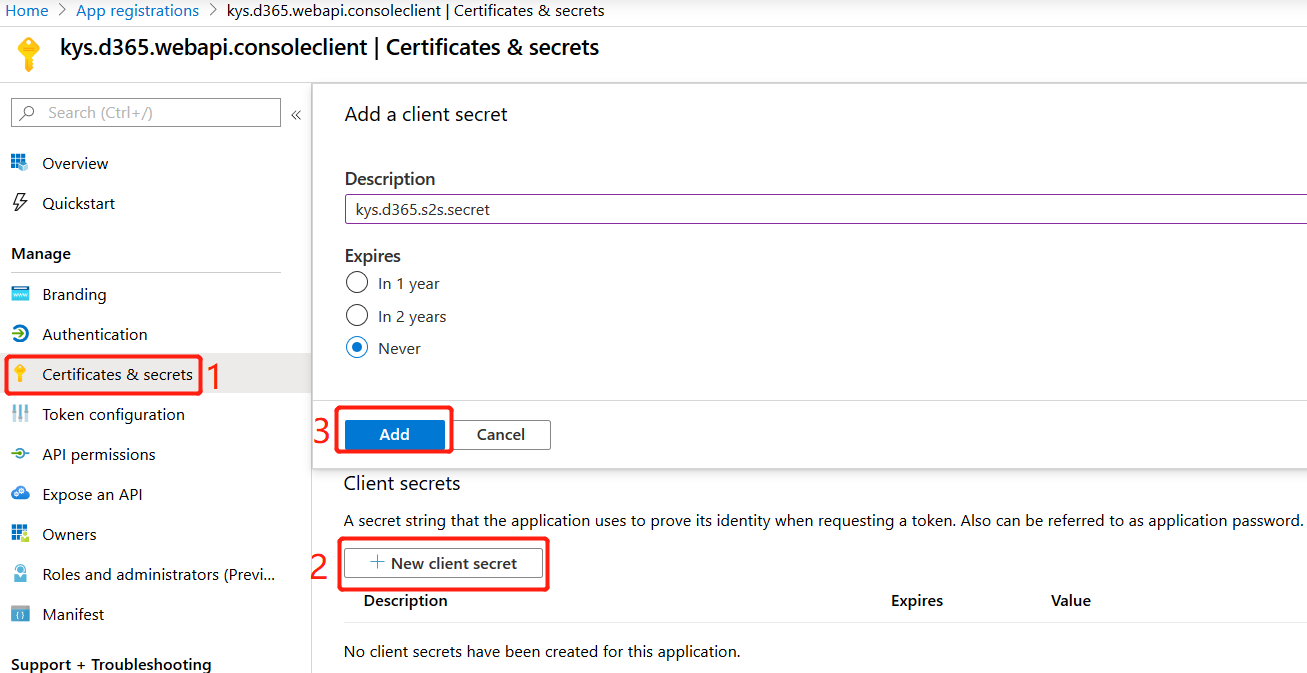 Home > App registrations > kys.d365.webapi.consoleclient | Certificates & secrets
kys.d365.webapi.consoleclient | Certificates & secrets
Search (Ctrl+/)
«
Overview
Quickstart
Manage
Branding
Authentication
Certificates & secrets 1
Token configuration
API permissions
Expose an API
Owners
Roles and administrators (Previ...
Manifest
Support + Troubleshooting
Add a client secret
Description
kys.d365.s2s.secret
Expires
In 1 year
In 2 years
Never
3 Add Cancel
Client secrets
A secret string that the application uses to prove its identity when requesting a token. Also can be referred to as application password.
2 + New client secret
Description Expires Value
No client secrets have been created for this application.